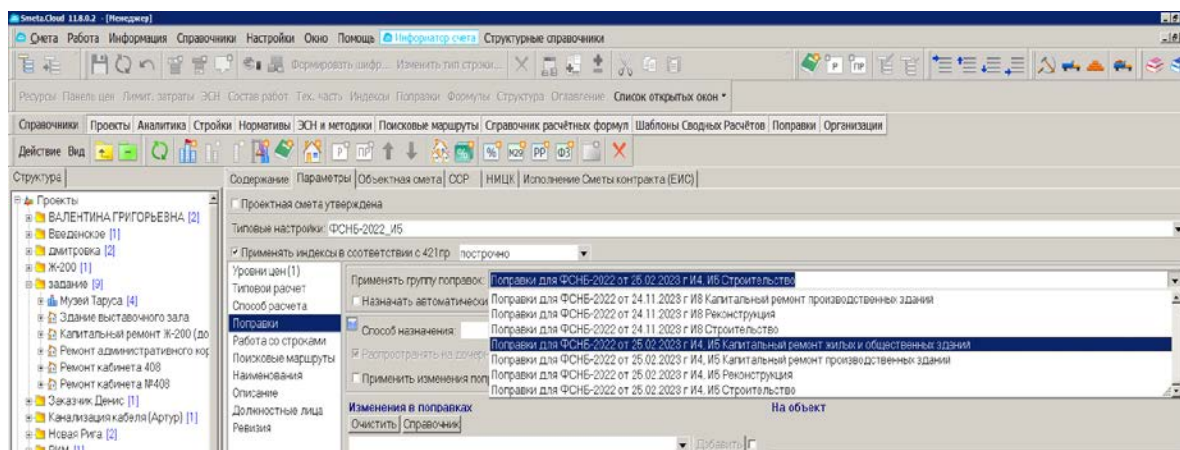 Smeta.Cloud 11.8.0.2 - [Менеджер]
Смета Работа Информация Справочники Настройки Окно Помощь Информатор счета Структурные справочники
Формировать шифр... Изменить тип строки...
Ресурсы Панель цен Лимит. затраты ЭСН Состав работ Тех. часть Индексы Поправки Формулы Структура Оглавление Список открытых окон
Справочники Проекты Аналитика Стройки Нормативы ЭСН и методики Поисковые маршруты Справочник расчётных формул Шаблоны Сводных Расчётов Поправки Организации
Действие Вид
Структура
Содержание Параметры Объектная смета ССР НМЦК Исполнение Сметы контракта (ЕИС)
Проекты
ВАЛЕНТИНА ГРИГОРЬЕВНА [2]
Введенское [1]
дмитровка [2]
Ж-200 [1]
задание [9]
Музей Таруса [4]
Здание выставочного зала
Капитальный ремонт Ж-200 (до
Ремонт административного кор
Ремонт кабинета 408
Ремонт кабинета №408
Заказчик Денис [1]
Канализация кабеля (Артур) [1]
Новая Рига [2]
Проектная смета утверждена
Типовые настройки: ФСНБ-2022_И5
Применять индексы в соответствии с 421пр построчно
Уровни цен (1)
Типовой расчет
Способ расчета
Поправки
Работа со строками
Поисковые маршруты
Наименования
Описание
Должностные лица
Ревизия
Применять группу поправок: Поправки для ФСНБ-2022 от 25.02.2023 г И4, И5 Строительство
Назначать автоматически
Способ назначения:
Распространять на дочерн
Применить изменения поп
Поправки для ФСНБ-2022 от 24.11.2023 г И8 Капитальный ремонт производственных зданий
Поправки для ФСНБ-2022 от 24.11.2023 г И8 Реконструкция
Поправки для ФСНБ-2022 от 24.11.2023 г И8 Строительство
Поправки для ФСНБ-2022 от 25.02.2023 г И4, И5 Капитальный ремонт жилых и общественных зданий
Поправки для ФСНБ-2022 от 25.02.2023 г И4, И5 Капитальный ремонт производственных зданий
Поправки для ФСНБ-2022 от 25.02.2023 г И4, И5 Реконструкция
Поправки для ФСНБ-2022 от 25.02.2023 г И4, И5 Строительство
Изменения в поправках На объект
Очистить Справочник
Добавить